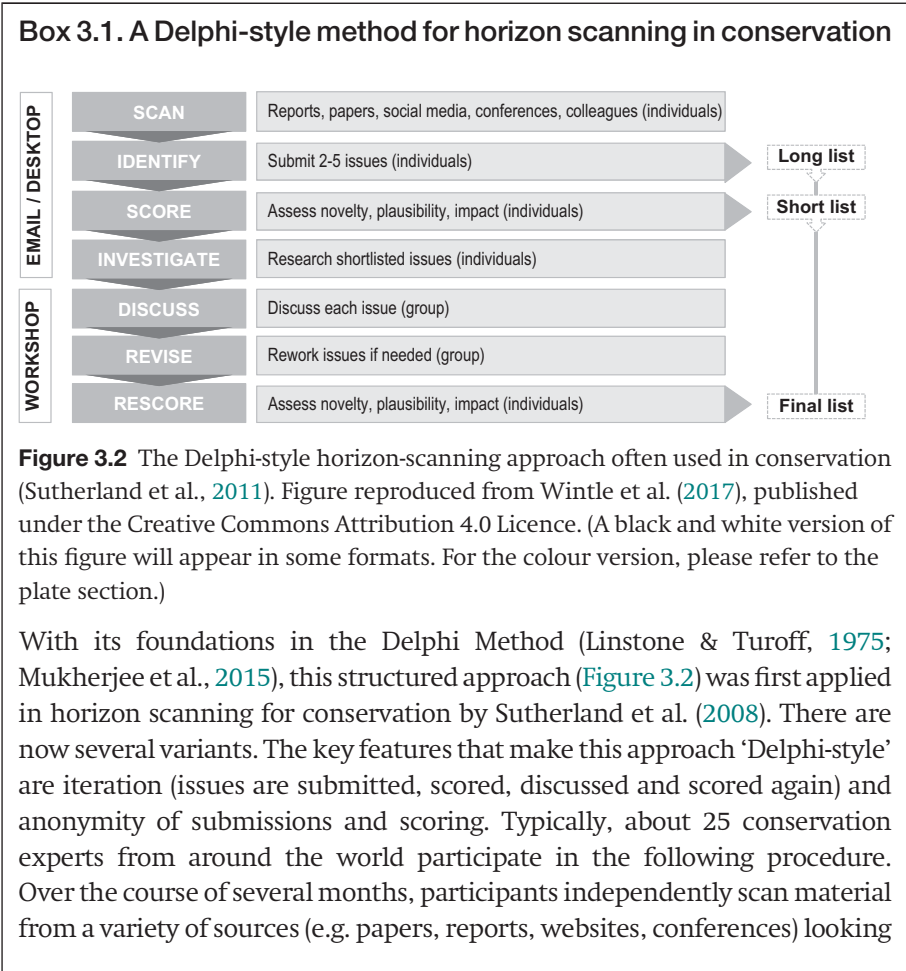 Box 3.1. A Delphi-style method for horizon scanning in conservation
EMAIL / DESKTOP
SCAN
Reports, papers, social media, conferences, colleagues (individuals)
IDENTIFY
Submit 2-5 issues (individuals)
Long list
SCORE
Assess novelty, plausibility, impact (individuals)
Short list
INVESTIGATE
Research shortlisted issues (individuals)
WORKSHOP
DISCUSS
Discuss each issue (group)
REVISE
Rework issues if needed (group)
RESCORE
Assess novelty, plausibility, impact (individuals)
Final list
Figure 3.2 The Delphi-style horizon-scanning approach often used in conservation
(Sutherland et al., 2011). Figure reproduced from Wintle et al. (2017), published
under the Creative Commons Attribution 4.0 Licence. (A black and white version of
this figure will appear in some formats. For the colour version, please refer to the
plate section.)
With its foundations in the Delphi Method (Linstone & Turoff, 1975;
Mukherjee et al., 2015), this structured approach (Figure 3.2) was first applied
in horizon scanning for conservation by Sutherland et al. (2008). There are
now several variants. The key features that make this approach ‘Delphi-style’
are iteration (issues are submitted, scored, discussed and scored again) and
anonymity of submissions and scoring. Typically, about 25 conservation
experts from around the world participate in the following procedure.
Over the course of several months, participants independently scan material
from a variety of sources (e.g. papers, reports, websites, conferences) looking